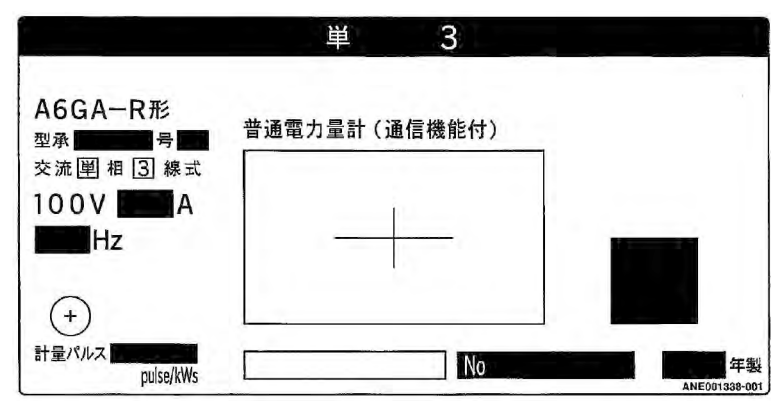 単 3
A6GA-R形
型承 号
交流 単 相 3 線式
100V A
Hz
普通電力量計(通信機能付)
計量パルス
pulse/kWs
No
年製
ANE001338-001